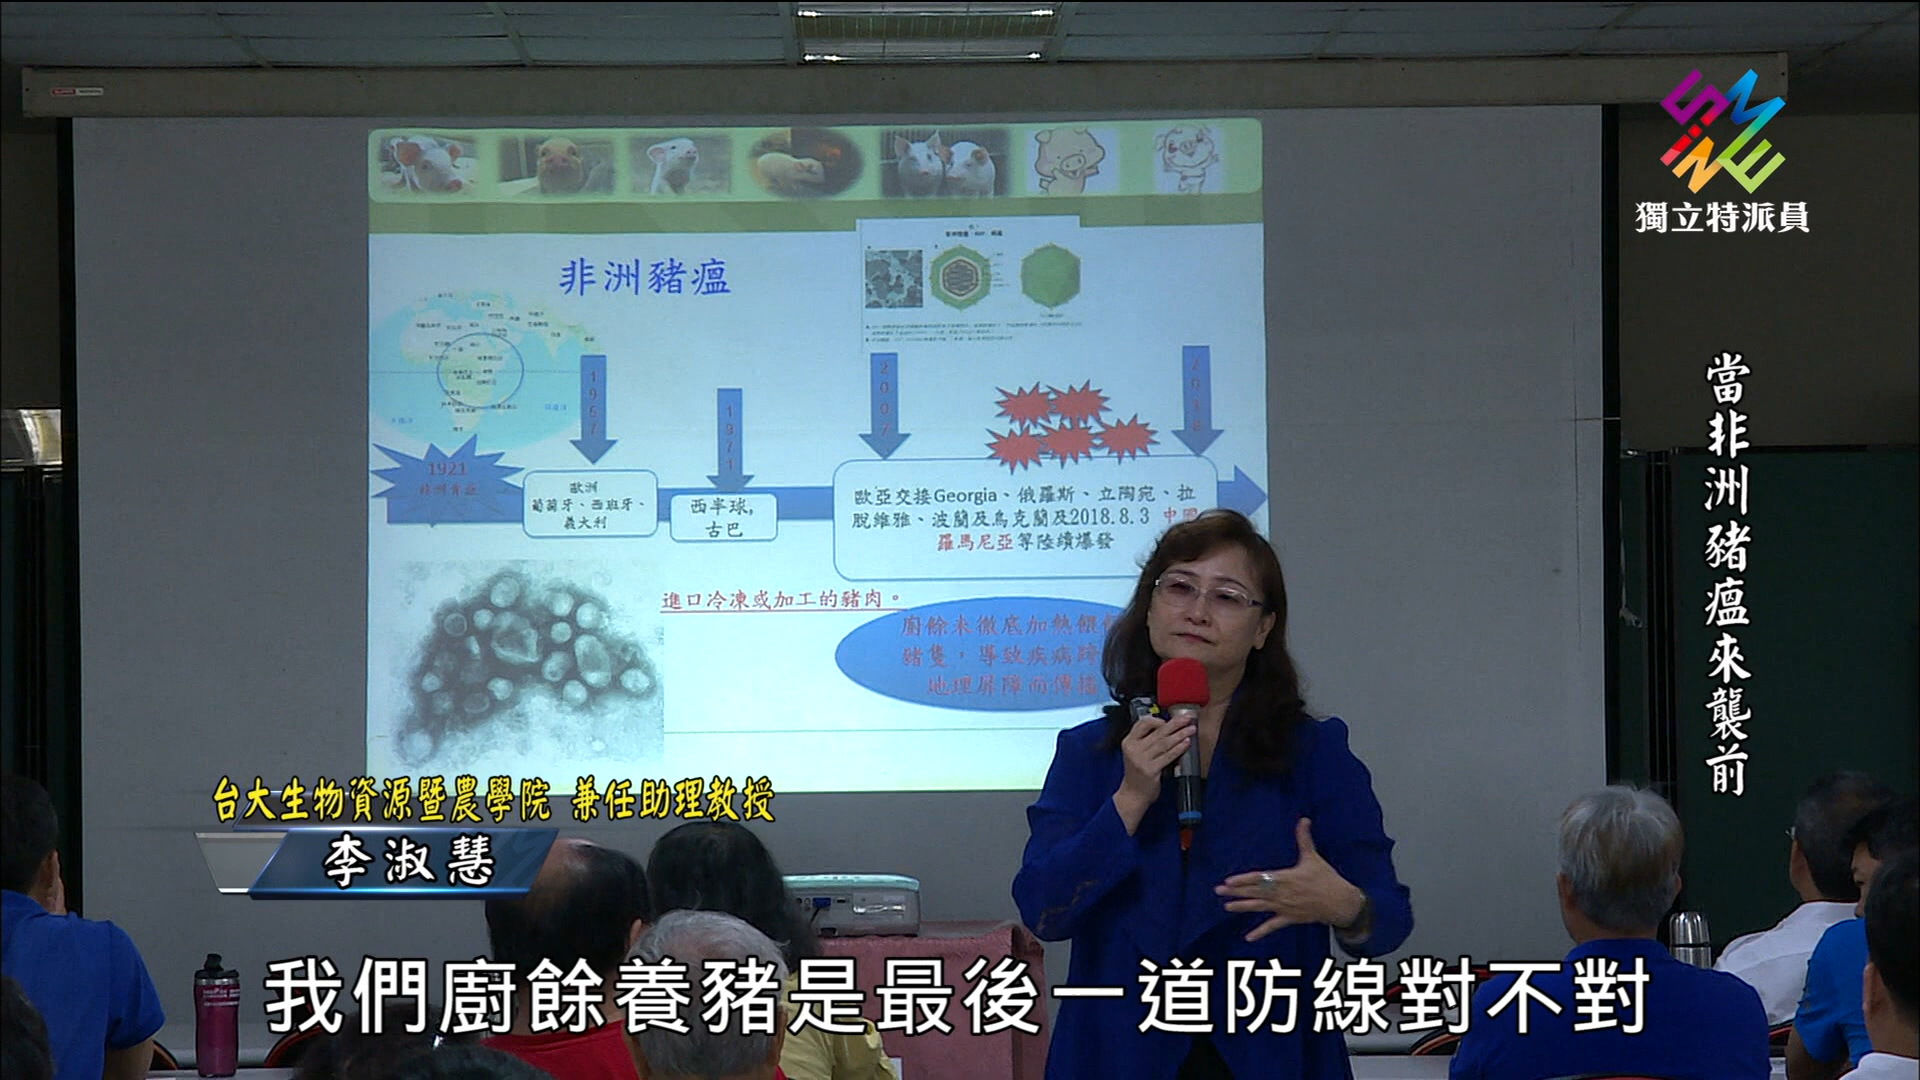 SiNNE
獨立特派員
當非洲豬瘟來襲前
非洲豬瘟
1921
非洲肯亞
1957
1971
2007
2018
歐洲
葡萄牙、西班牙、
義大利
西半球,
古巴
歐亞交接Georgia、俄羅斯、立陶宛、拉
脫維雅、波蘭及烏克蘭及2018.8.3 中國
羅馬尼亞等陸續爆發
進口冷凍或加工的豬肉。
廚餘未徹底加熱餵
豬隻，導致疾病跨
地理屏障而傳播
台大生物資源暨農學院 兼任助理教授
李淑慧
我們廚餘養豬是最後一道防線對不對